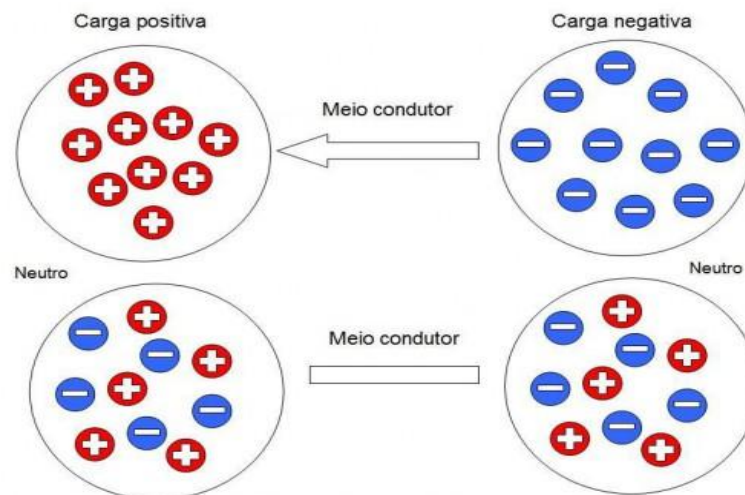 Carga positiva
Carga negativa
Meio condutor
Neutro
Neutro
Meio condutor